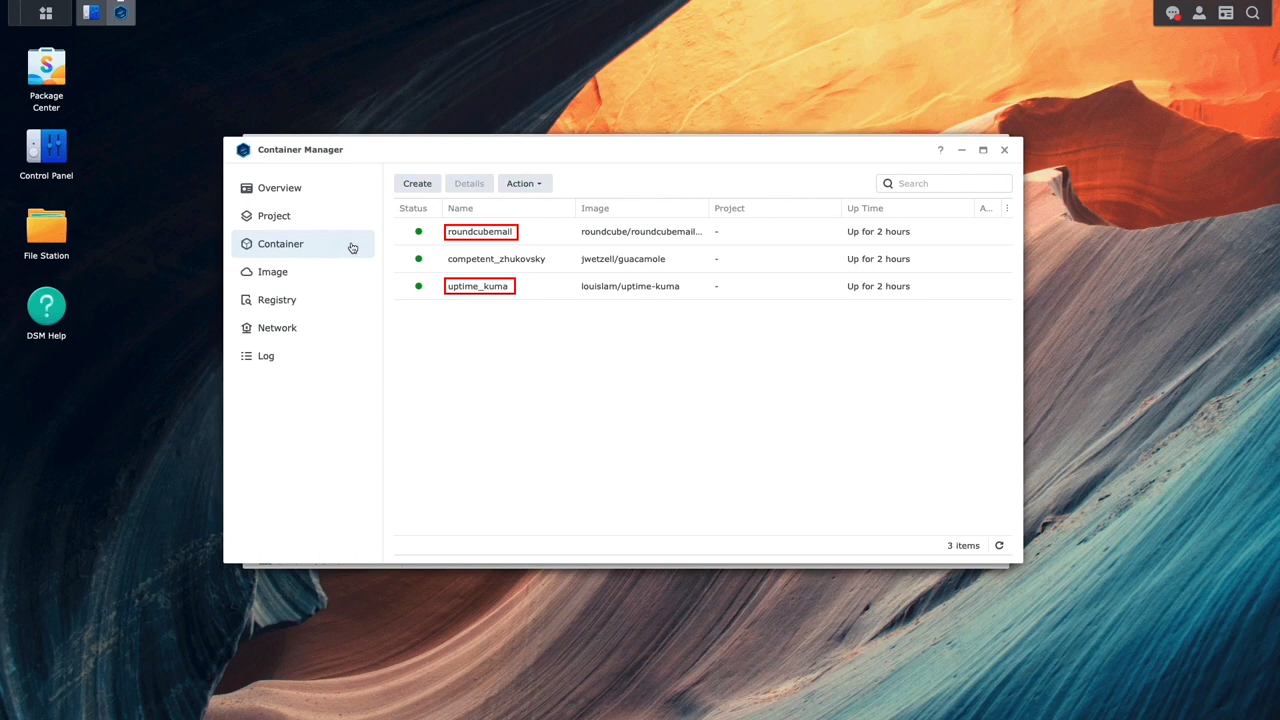 Package
Center
Control Panel
File Station
DSM Help
Container Manager
Overview
Project
Container
Image
Registry
Network
Log
Create Details Action
Search
Status Name Image Project Up Time A...
roundcubemail roundcube/roundcubemail... - Up for 2 hours
competent_zhukovsky jwetzell/guacamole - Up for 2 hours
uptime_kuma louislam/uptime-kuma - Up for 2 hours
3 items